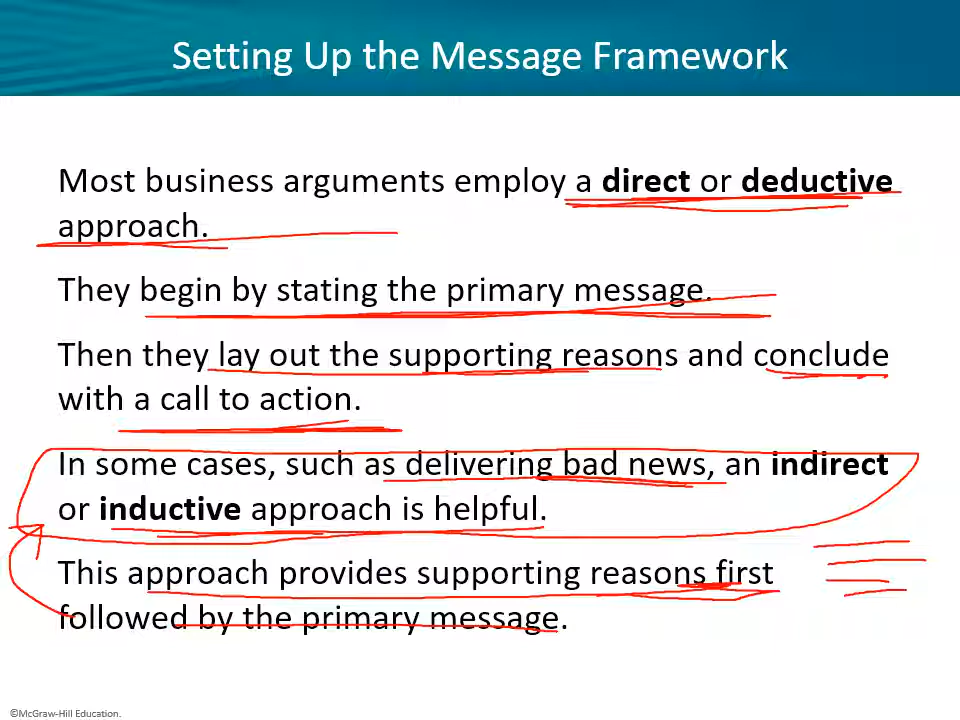 Setting Up the Message Framework
Most business arguments employ a direct or deductive
approach.
They begin by stating the primary message.
Then they lay out the supporting reasons and conclude
with a call to action.
In some cases, such as delivering bad news, an indirect
or inductive approach is helpful.
This approach provides supporting reasons first
followed by the primary message.
©McGraw-Hill Education.